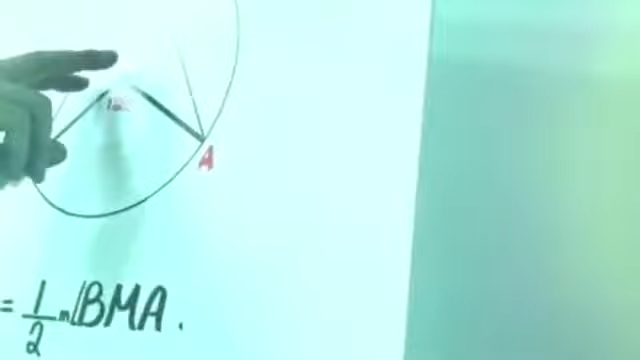 A
= 1/2 m∠BMA.